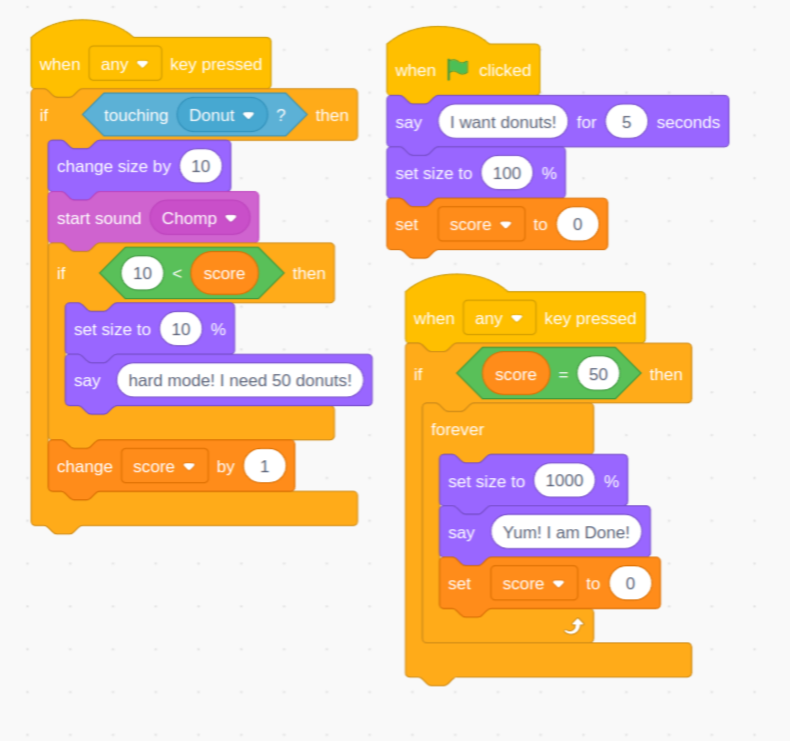 when any key pressed
if touching Donut ? then
change size by 10
start sound Chomp
if 10 < score then
set size to 10 %
say hard mode! I need 50 donuts!
change score by 1
when clicked
say I want donuts! for 5 seconds
set size to 100 %
set score to 0
when any key pressed
if score = 50 then
forever
set size to 1000 %
say Yum! I am Done!
set score to 0